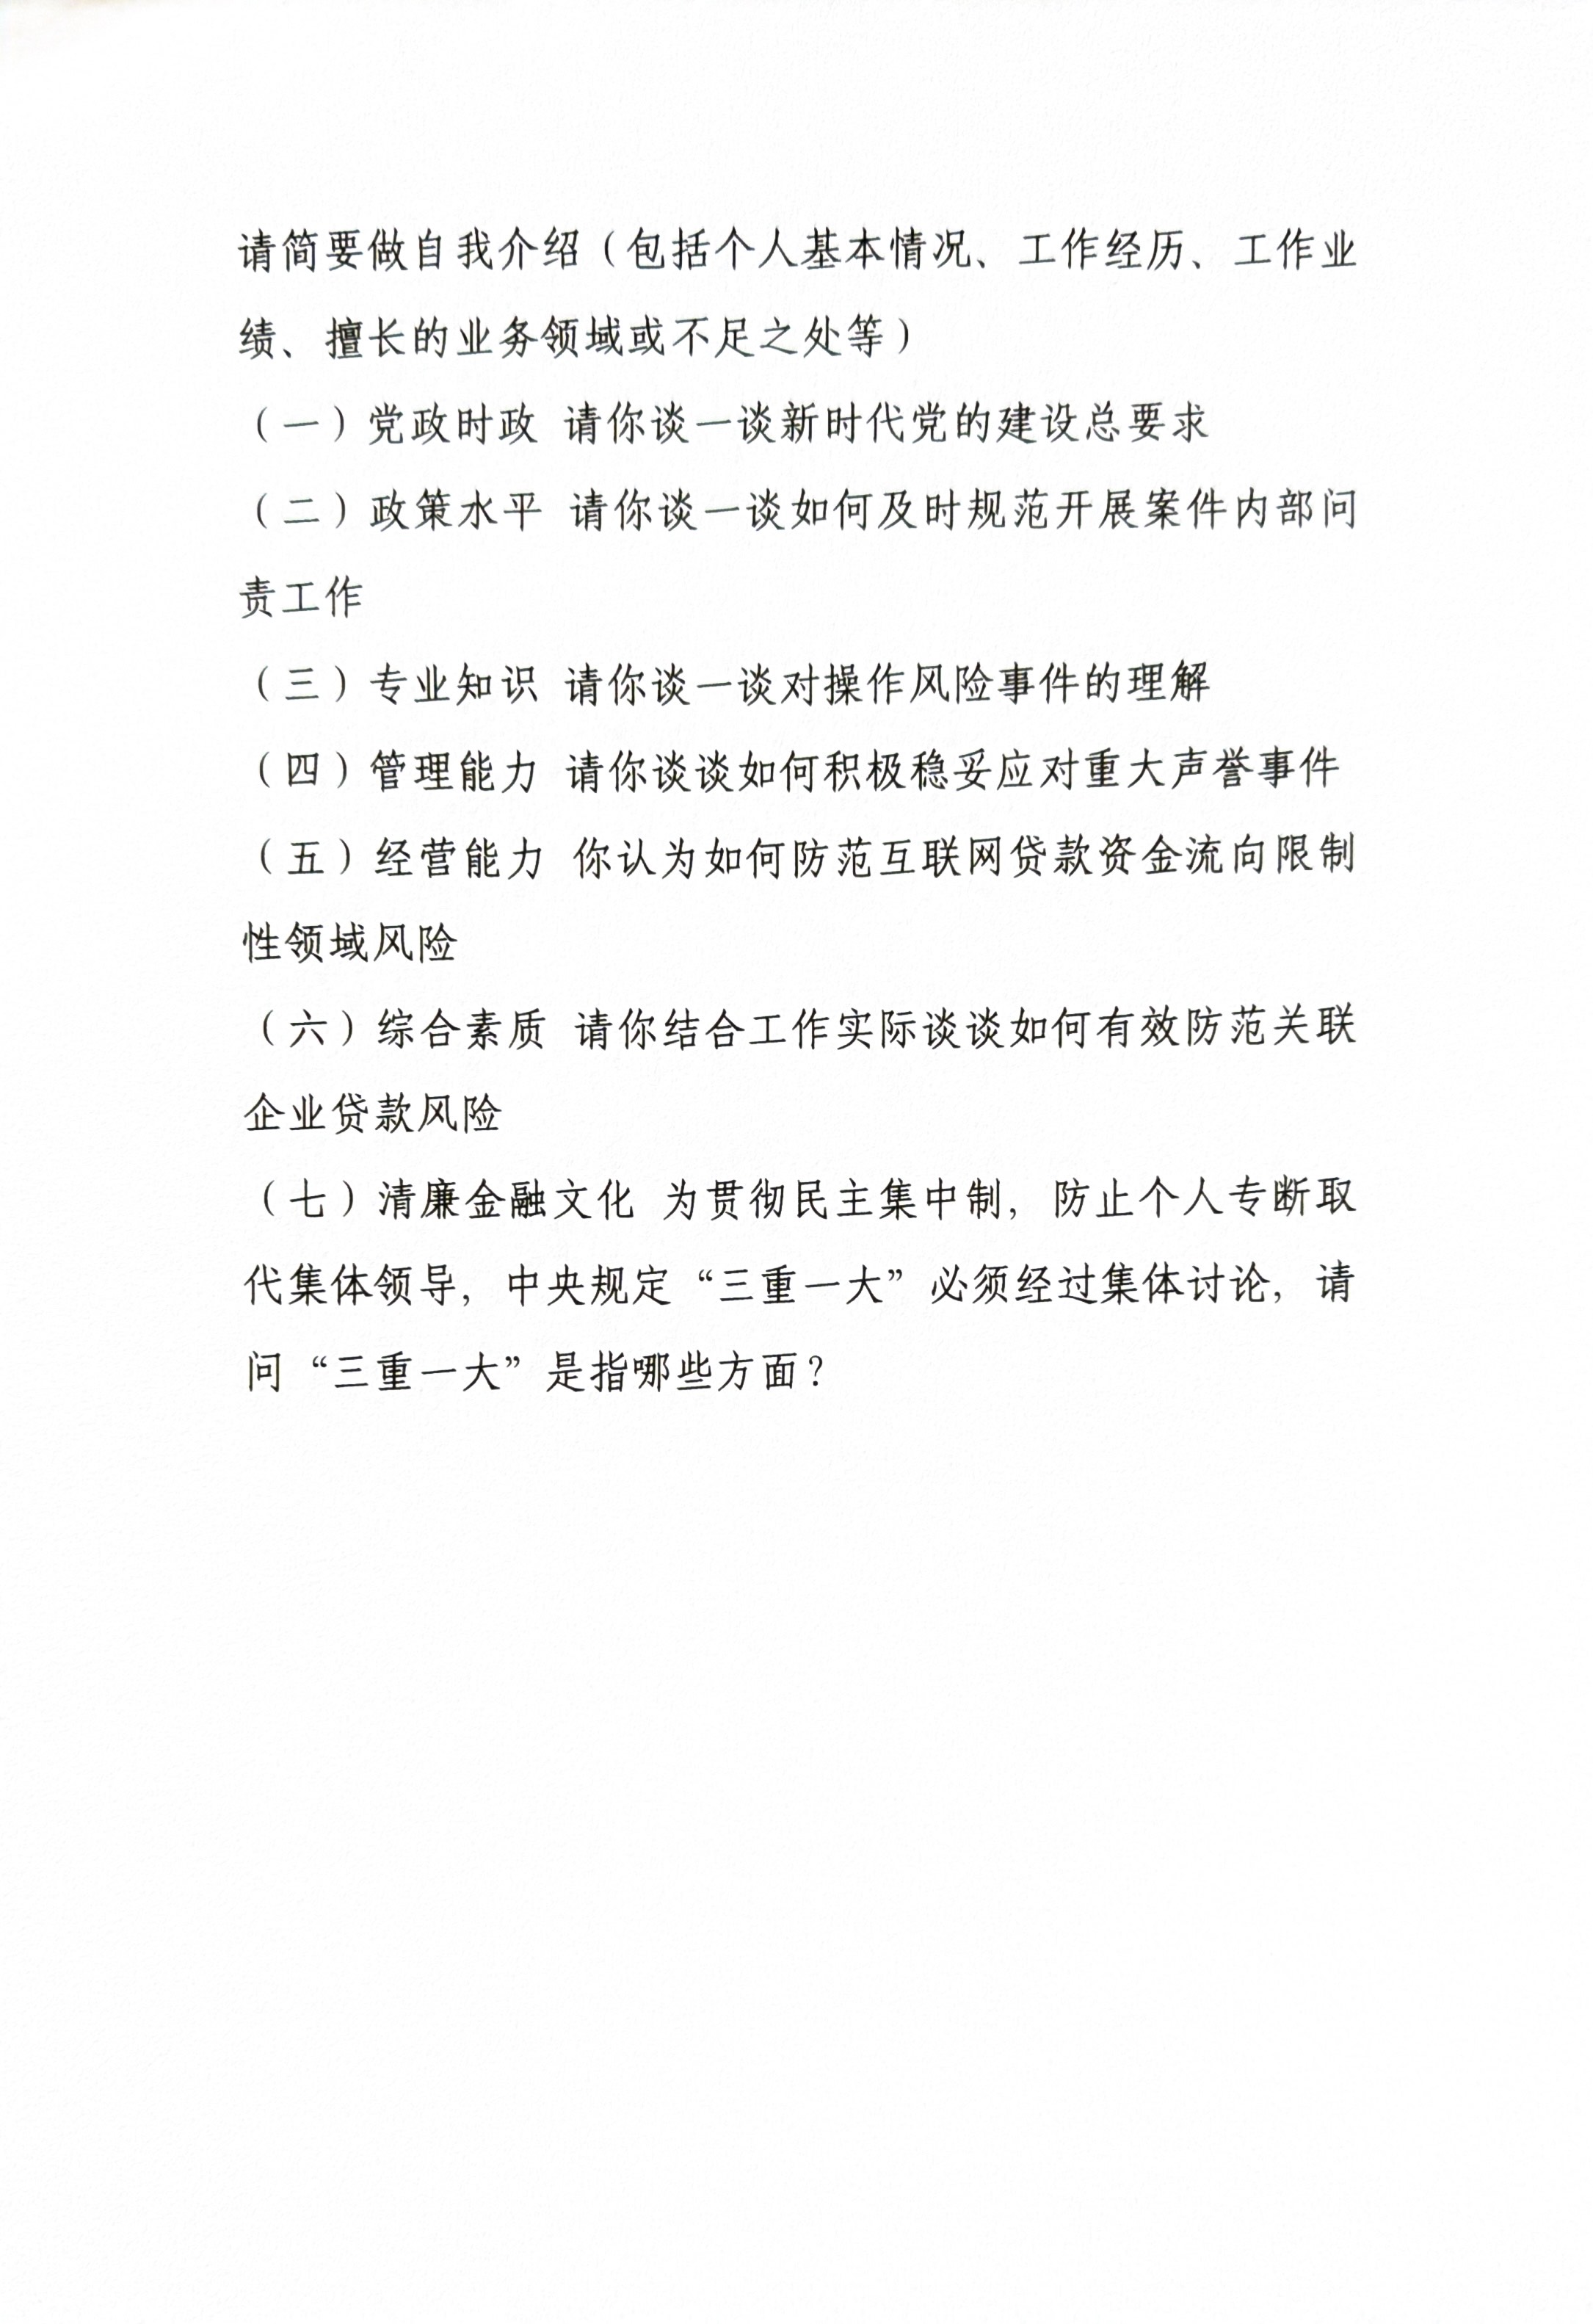 请简要做自我介绍（包括个人基本情况、工作经历、工作业
绩、擅长的业务领域或不足之处等）
（一）党政时政 请你谈一谈新时代党的建设总要求
（二）政策水平 请你谈一谈如何及时规范开展案件内部问
责工作
（三）专业知识 请你谈一谈对操作风险事件的理解
（四）管理能力 请你谈谈如何积极稳妥应对重大声誉事件
（五）经营能力 你认为如何防范互联网贷款资金流向限制
性领域风险
（六）综合素质 请你结合工作实际谈谈如何有效防范关联
企业贷款风险
（七）清廉金融文化 为贯彻民主集中制，防止个人专断取
代集体领导，中央规定“三重一大”必须经过集体讨论，请
问“三重一大”是指哪些方面？